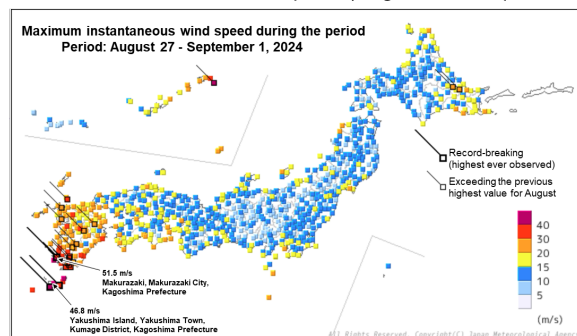 Maximum instantaneous wind speed during the period
Period: August 27 - September 1, 2024
Record-breaking
(highest ever observed)
Exceeding the previous
highest value for August
40
30
20
15
10
5
(m/s)
51.5 m/s
Makurazaki, Makurazaki City,
Kagoshima Prefecture
46.8 m/s
Yakushima Island, Yakushima Town,
Kumage District, Kagoshima Prefecture
All Rights Reserved. Copyright(C) Japan Meteorological Agency